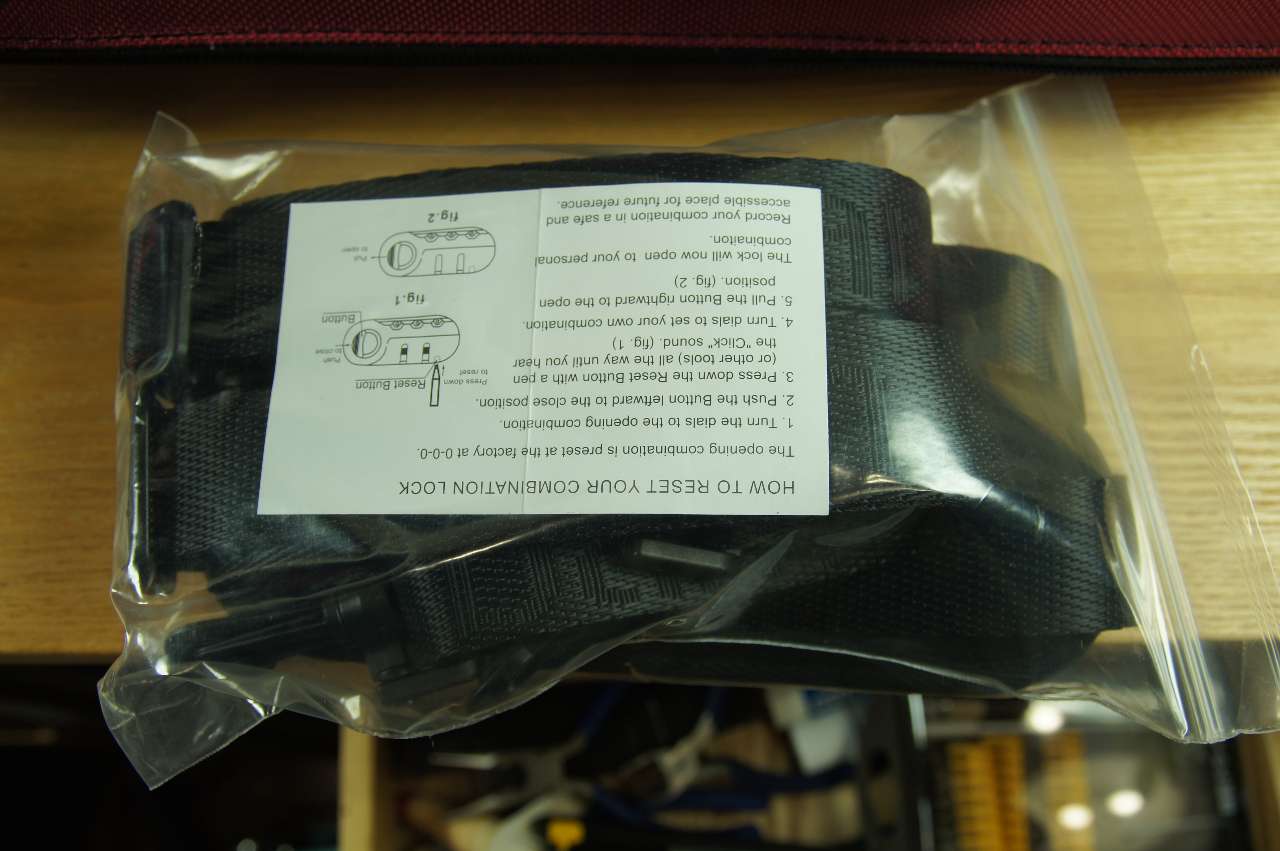 HOW TO RESET YOUR COMBINATION LOCK
The opening combination is preset at the factory at 0-0-0.
1. Turn the dials to the opening combination.
2. Push the Button leftward to the close position.
3. Press down the Reset Button with a pen
(or other tools) all the way until you hear
the "Click" sound. (fig. 1)
4. Turn dials to set your own combination.
5. Pull the Button rightward to the open
position. (fig. 2)
The lock will now open to your personal
combinaiton.
Record your combination in a safe and
accessible place for future reference.
Press down
to reset
Reset Button
Push
to close
Button
fig.1
Pull
to open
fig.2